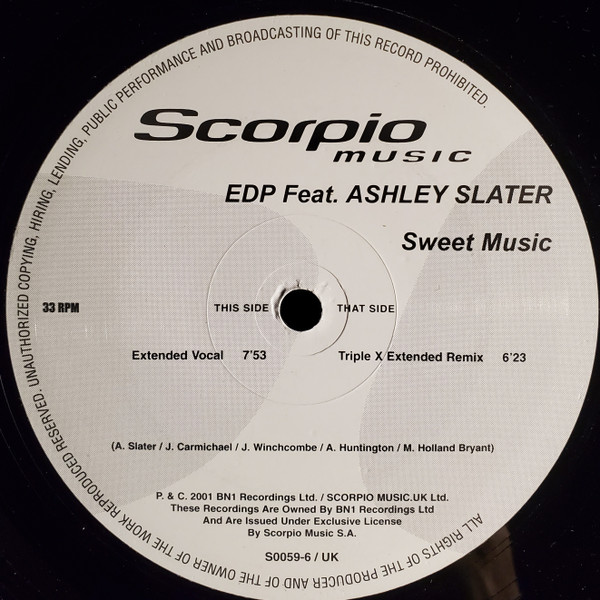 ALL RIGHTS OF THE PRODUCER AND OF THE OWNER OF THE WORK REPRODUCED RESERVED. UNAUTHORIZED COPYING, HIRING, LENDING, PUBLIC PERFORMANCE AND BROADCASTING OF THIS RECORD PROHIBITED.
Scorpio
MUSIC
EDP Feat. ASHLEY SLATER
Sweet Music
33 RPM
THIS SIDE THAT SIDE
Extended Vocal 7'53 Triple X Extended Remix 6'23
(A. Slater / J. Carmichael / J. Winchcombe / A. Huntington / M. Holland Bryant)
P. & C. 2001 BN1 Recordings Ltd. / SCORPIO MUSIC.UK Ltd.
These Recordings Are Owned By BN1 Recordings Ltd
And Are Issued Under Exclusive License
By Scorpio Music S.A.
S0059-6 / UK